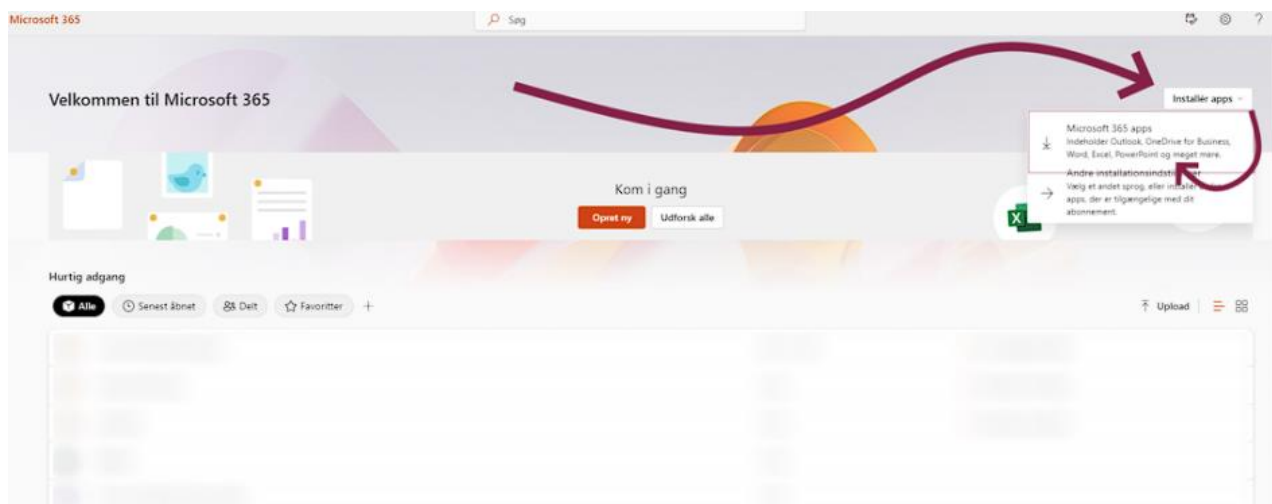 Microsoft 365
Søg
?
Velkommen til Microsoft 365
Installér apps
Microsoft 365 apps
Indeholder Outlook, OneDrive for Business,
Word, Excel, PowerPoint og meget mere.
Andre
Vælg et andet sprog, eller
apps, der er tilgængelige med dit
abonnement.
Kom i gang
Opret ny
Udforsk alle
X
Hurtig adgang
Alle
Senest åbnet
Delt
Favoritter
+
Upload